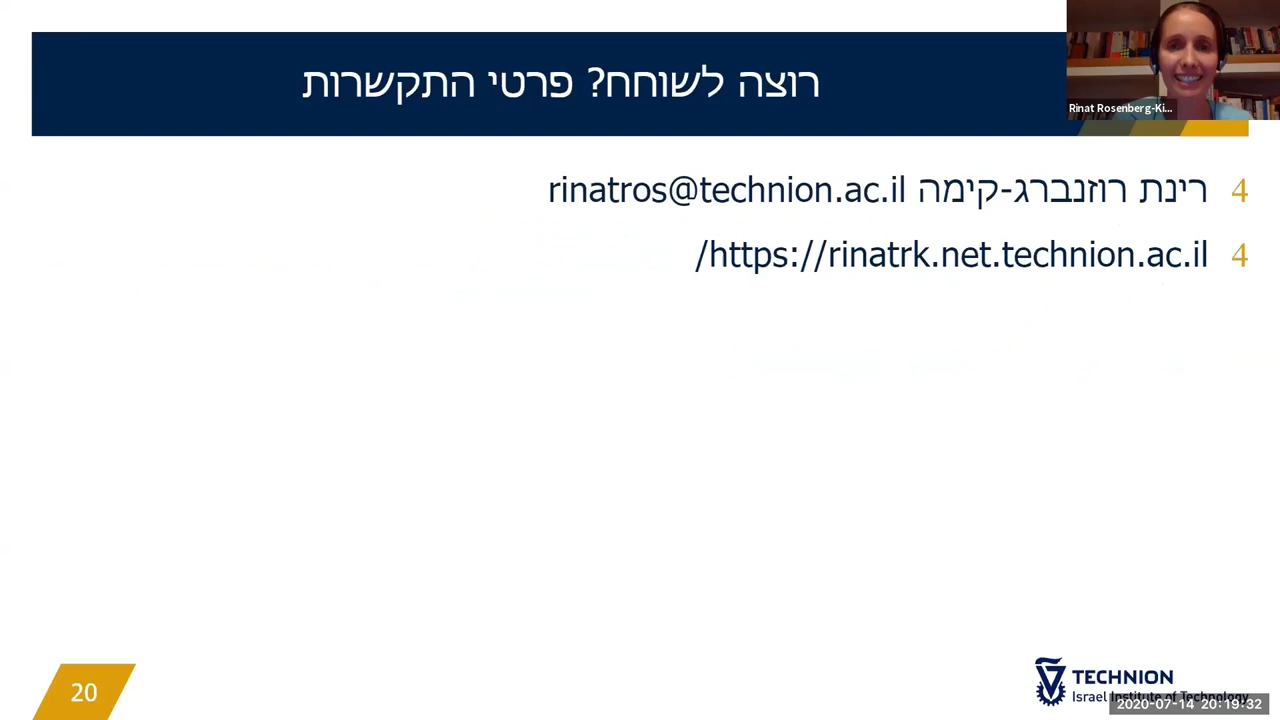 רוצה לשוחח? פרטי התקשרות
Rinat Rosenberg-Ki...
4 רינת רוזנברג-קימה rinatros@technion.ac.il
4 https://rinatrk.net.technion.ac.il/
20
TECHNION
Israel Institute of Technology
2020-07-14 20:19:32